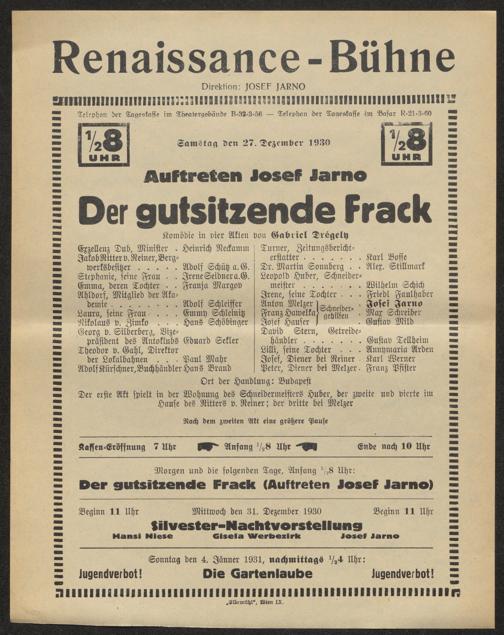 Renaissance-Bühne
Direktion: JOSEF JARNO
Telephon der Tageskasse im Theatergebäude B-32-3-56 — Telephon der Tageskasse im Bafar R-21-3-60
1/28 UHR
Samstag den 27. Dezember 1930
1/28 UHR
Auftreten Josef Jarno
Der gutsitzende Frack
Komödie in vier Akten von Gabriel Drégely
Exzellenz Dub, Minister . Heinrich Neckamm
Jakob Ritter v. Reiner, Berg-
werksbesitzer . . . . . . Adolf Schütz a. G.
Stephanie, seine Frau . . . Irene Seidner a. G.
Emma, deren Tochter . . Franja Margov
Ahldorf, Mitglied der Aka-
demie . . . . . . . . Adolf Schleiffer
Laura, seine Frau . . . . Emmy Schleinitz
Nikolaus v. Zimko . . . Hans Schöbinger
Georg v. Silberberg, Vize-
präsident des Autoklubs Eduard Sekler
Theodor v. Gahl, Direktor
der Lokalbahnen . . . Paul Mahr
Adolf Kürschner, Buchhändler Hans Brand
Turner, Zeitungsbericht-
erstatter . . . . . . . Karl Bosse
Dr. Martin Sonnberg . . Alex. Stillmark
Leopold Huber, Schneider-
meister . . . . . . . Wilhelm Schich
Irene, seine Tochter . . . Friedl Faulhaber
Anton Melzer } Schneider- Josef Jarno
Franz Hawelka } gehilfen Max Schreiber
Josef Hauser } Gustav Mild
David Stern, Getreide-
händler . . . . . . . Gustav Tellheim
Lilli, seine Tochter . . . Annymaria Arden
Josef, Diener bei Reiner . Karl Werner
Peter, Diener bei Melzer . Franz Pfister
Ort der Handlung: Budapest
Der erste Akt spielt in der Wohnung des Schneidermeisters Huber, der zweite und vierte im
Hause des Ritters v. Reiner; der dritte bei Melzer
Nach dem zweiten Akt eine größere Pause
Kassen-Eröffnung 7 Uhr Anfang 1/28 Uhr Ende nach 10 Uhr
Morgen und die folgenden Tage, Anfang 1/28 Uhr:
Der gutsitzende Frack (Auftreten Josef Jarno)
Beginn 11 Uhr Mittwoch den 31. Dezember 1930 Beginn 11 Uhr
Silvester-Nachtvorstellung
Hansi Niese Gisela Werbezirk Josef Jarno
Sonntag den 4. Jänner 1931, nachmittags 1/24 Uhr:
Jugendverbot! Die Gartenlaube Jugendverbot!
Wien 15.